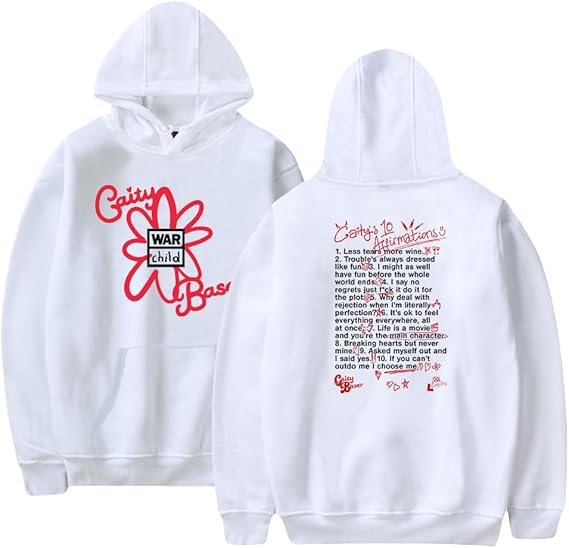 Caity
WAR
child
Baser
Caity's 10
Affirmations
1. Less tears more wine.
2. Trouble's always dressed
like fun. 3. I might as well
have fun before the whole
world ends. 4. I say no
regrets just f*ck it do it for
the plot. 5. Why deal with
rejection when I'm literally
perfection? 6. It's ok to feel
everything everywhere, all
at once. 7. Life is a movie
and you're the main character.
8. Breaking hearts but never
mine. 9. Asked myself out and
I said yes. 10. If you can't
outdo me I choose me.
Caity
Baser